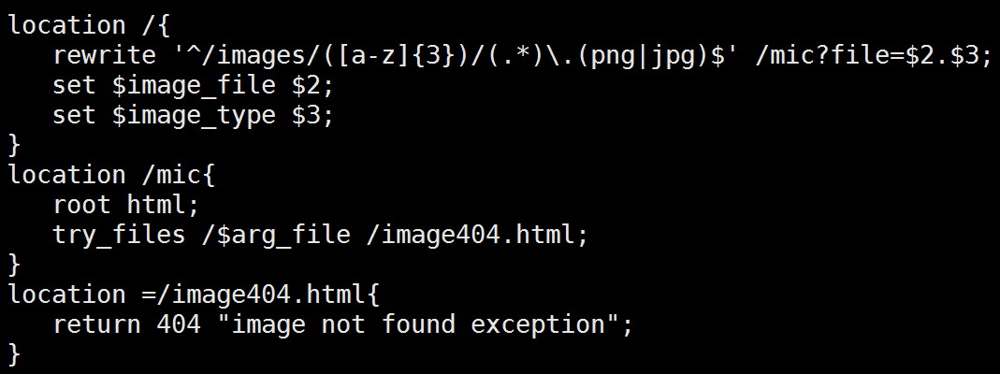 location /{
   rewrite '^/images/([a-z]{3})/(.*)\.(png|jpg)$' /mic?file=$2.$3;
   set $image_file $2;
   set $image_type $3;
}
location /mic{
   root html;
   try_files /$arg_file /image404.html;
}
location =/image404.html{
   return 404 "image not found exception";
}